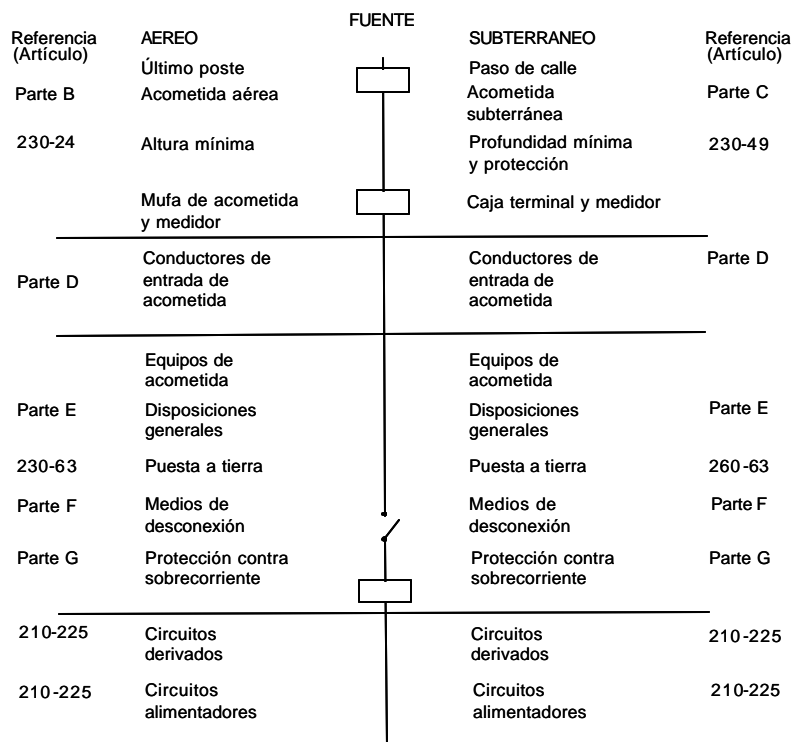 FUENTE
Referencia
(Artículo)
AEREO
SUBTERRANEO
Referencia
(Artículo)
Último poste
Paso de calle
Parte B
Acometida aérea
Acometida
subterránea
Parte C
230-24
Altura mínima
Profundidad mínima
y protección
230-49
Mufa de acometida
y medidor
Caja terminal y medidor
Parte D
Conductores de
entrada de
acometida
Conductores de
entrada de
acometida
Parte D
Equipos de
acometida
Equipos de
acometida
Parte E
Disposiciones
generales
Disposiciones
generales
Parte E
230-63
Puesta a tierra
Puesta a tierra
260-63
Parte F
Medios de
desconexión
Medios de
desconexión
Parte F
Parte G
Protección contra
sobrecorriente
Protección contra
sobrecorriente
Parte G
210-225
Circuitos
derivados
Circuitos
derivados
210-225
210-225
Circuitos
alimentadores
Circuitos
alimentadores
210-225